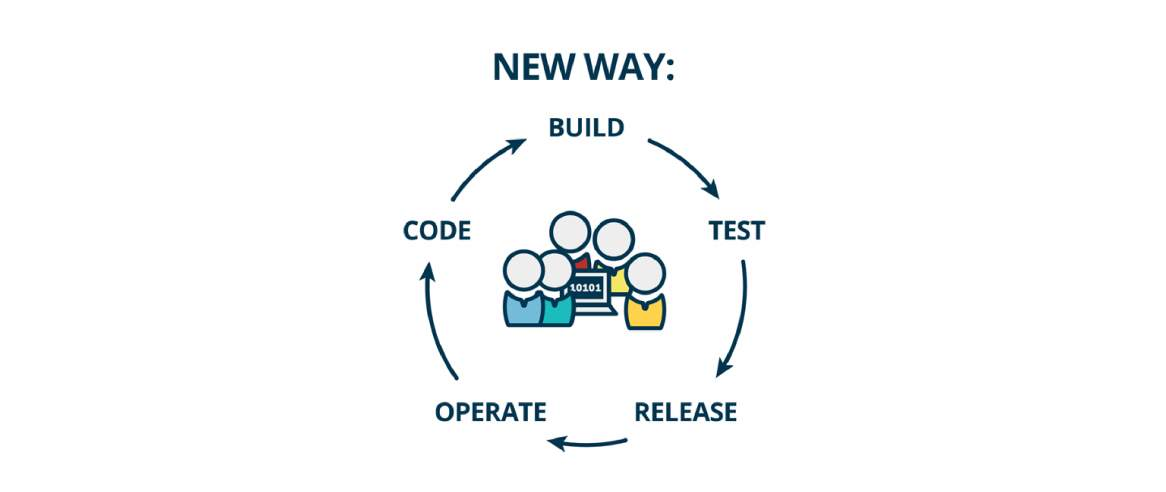 NEW WAY:
BUILD
CODE
TEST
10101
OPERATE
RELEASE